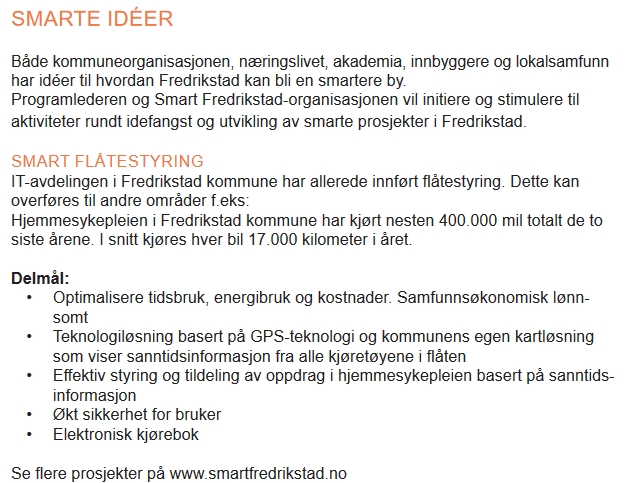 SMARTE IDÉER
Både kommuneorganisasjonen, næringslivet, akademia, innbyggere og lokalsamfunn
har idéer til hvordan Fredrikstad kan bli en smartere by.
Programlederen og Smart Fredrikstad-organisasjonen vil initiere og stimulere til
aktiviteter rundt idefangst og utvikling av smarte prosjekter i Fredrikstad.
SMART FLÅTESTYRING
IT-avdelingen i Fredrikstad kommune har allerede innført flåtestyring. Dette kan
overføres til andre områder f.eks:
Hjemmesykepleien i Fredrikstad kommune har kjørt nesten 400.000 mil totalt de to
siste årene. I snitt kjøres hver bil 17.000 kilometer i året.
Delmål:
• Optimalisere tidsbruk, energibruk og kostnader. Samfunnsøkonomisk lønn-
somt
• Teknologiløsning basert på GPS-teknologi og kommunens egen kartløsning
som viser sanntidsinformasjon fra alle kjøretøyene i flåten
• Effektiv styring og tildeling av oppdrag i hjemmesykepleien basert på sanntids-
informasjon
• Økt sikkerhet for bruker
• Elektronisk kjørebok
Se flere prosjekter på www.smartfredrikstad.no